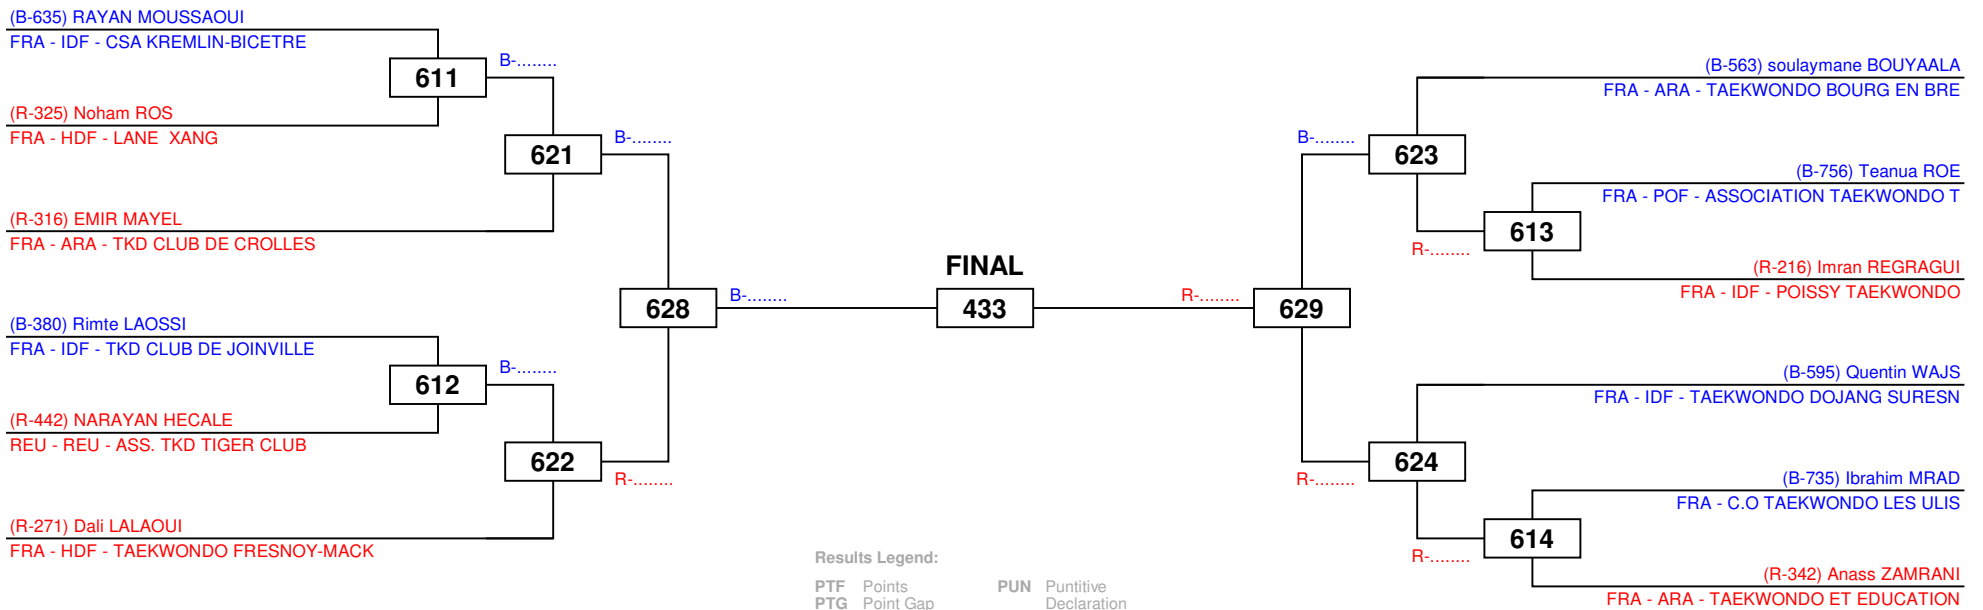 (B-635) RAYAN MOUSSAOUI
FRA - IDF - CSA KREMLIN-BICETRE
B-........
611
(R-325) Noham ROS
FRA - HDF - LANE  XANG
B-........
621
(R-316) EMIR MAYEL
FRA - ARA - TKD CLUB DE CROLLES
628
B-........
(B-380) Rimte LAOSSI
FRA - IDF - TKD CLUB DE JOINVILLE
B-........
612
(R-442) NARAYAN HECALE
REU - REU - ASS. TKD TIGER CLUB
622
R-........
(R-271) Dali LALAOUI
FRA - HDF - TAEKWONDO FRESNOY-MACK
FINAL
433
(B-563) soulaymane BOUYAALA
FRA - ARA - TAEKWONDO BOURG EN BRE
B-........
623
(B-756) Teanua ROE
FRA - POF - ASSOCIATION TAEKWONDO T
613
R-........
(R-216) Imran REGRAGUI
FRA - IDF - POISSY TAEKWONDO
R-........
629
(B-595) Quentin WAJS
FRA - IDF - TAEKWONDO DOJANG SURESN
624
R-........
(B-735) Ibrahim MRAD
FRA - C.O TAEKWONDO LES ULIS
614
R-........
(R-342) Anass ZAMRANI
FRA - ARA - TAEKWONDO ET EDUCATION
Results Legend:
PTF Points
PTG Point Gap
PUN Puntitive
Declaration